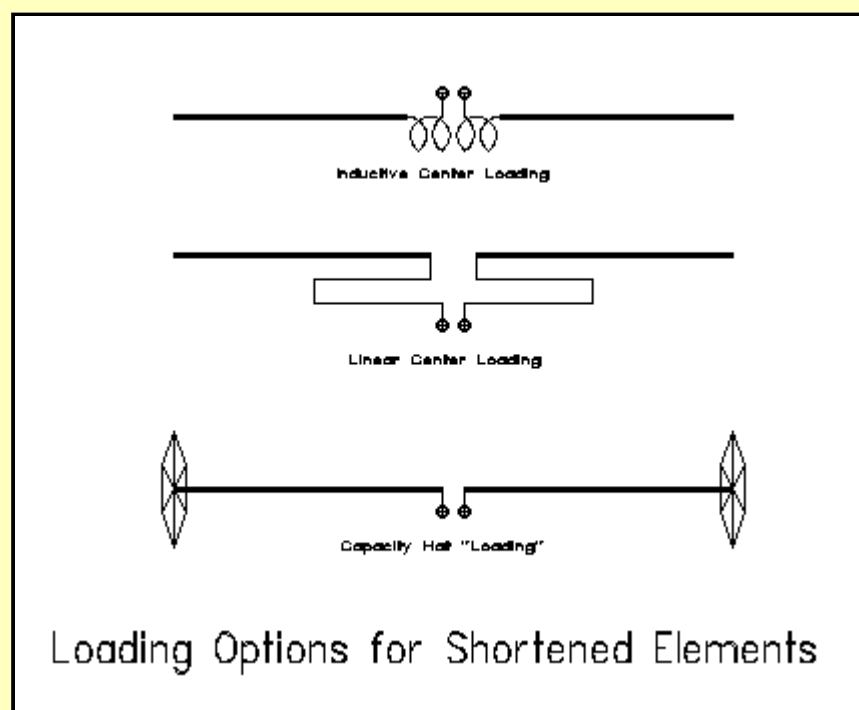 Inductive Center Loading
Linear Center Loading
Capacity Hat "Loading"
Loading Options for Shortened Elements